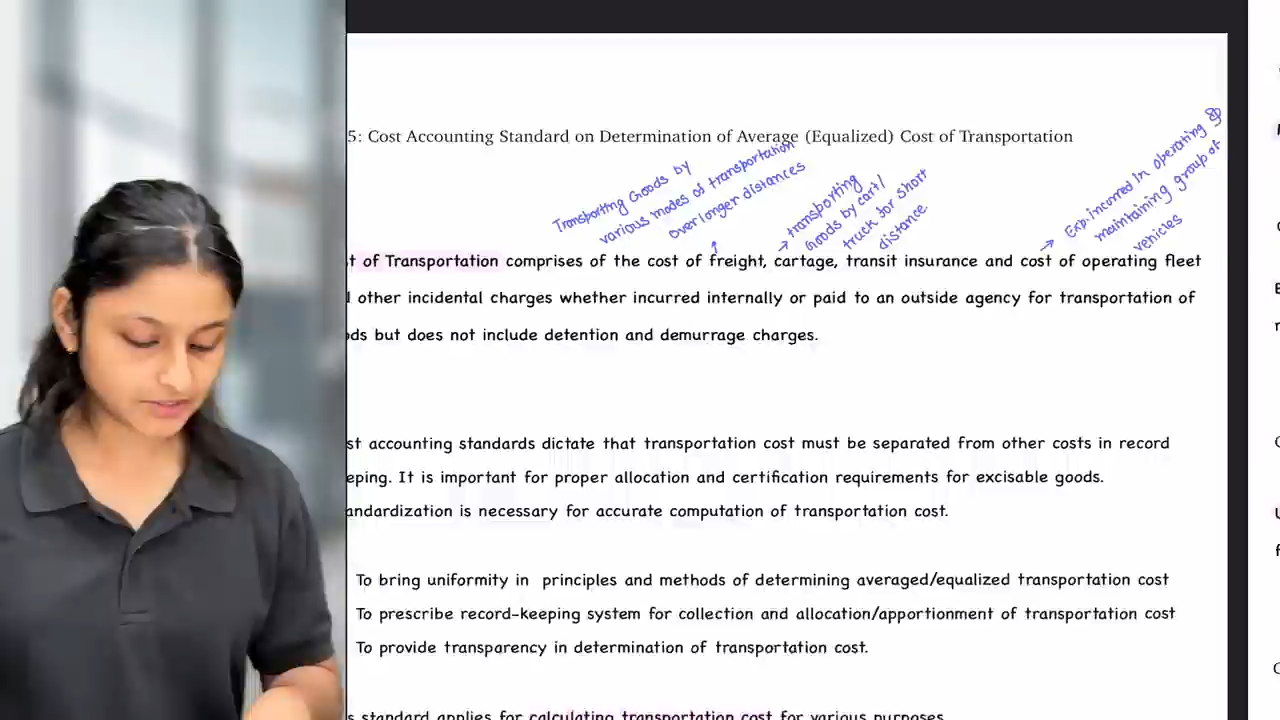 5: Cost Accounting Standard on Determination of Average (Equalized) Cost of Transportation
Transporting Goods by
various modes of transportation
over longer distances
transporting
Goods by cart/
truck for short
distance
Exp. incurred in operating &
maintaining group of
vehicles
t of Transportation comprises of the cost of freight, cartage, transit insurance and cost of operating fleet
other incidental charges whether incurred internally or paid to an outside agency for transportation of
ds but does not include detention and demurrage charges.
st accounting standards dictate that transportation cost must be separated from other costs in record
eping. It is important for proper allocation and certification requirements for excisable goods.
andardization is necessary for accurate computation of transportation cost.
To bring uniformity in principles and methods of determining averaged/equalized transportation cost
To prescribe record-keeping system for collection and allocation/apportionment of transportation cost
To provide transparency in determination of transportation cost.
s standard applies for calculating transportation cost for various purposes